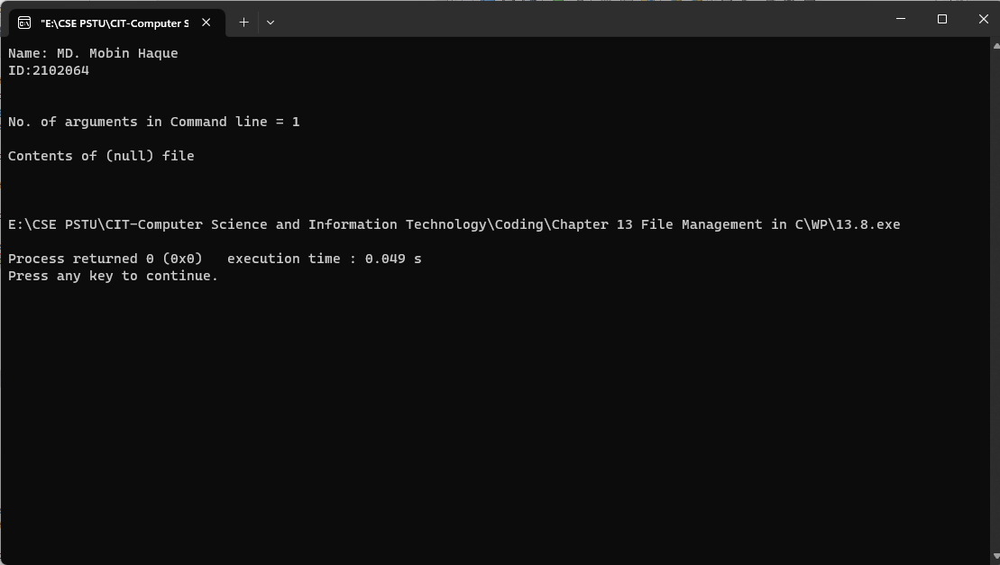 "E:\CSE PSTU\CIT-Computer S
Name: MD. Mobin Haque
ID:2102064
No. of arguments in Command line = 1
Contents of (null) file
E:\CSE PSTU\CIT-Computer Science and Information Technology\Coding\Chapter 13 File Management in C\WP\13.8.exe
Process returned 0 (0x0)   execution time : 0.049 s
Press any key to continue.